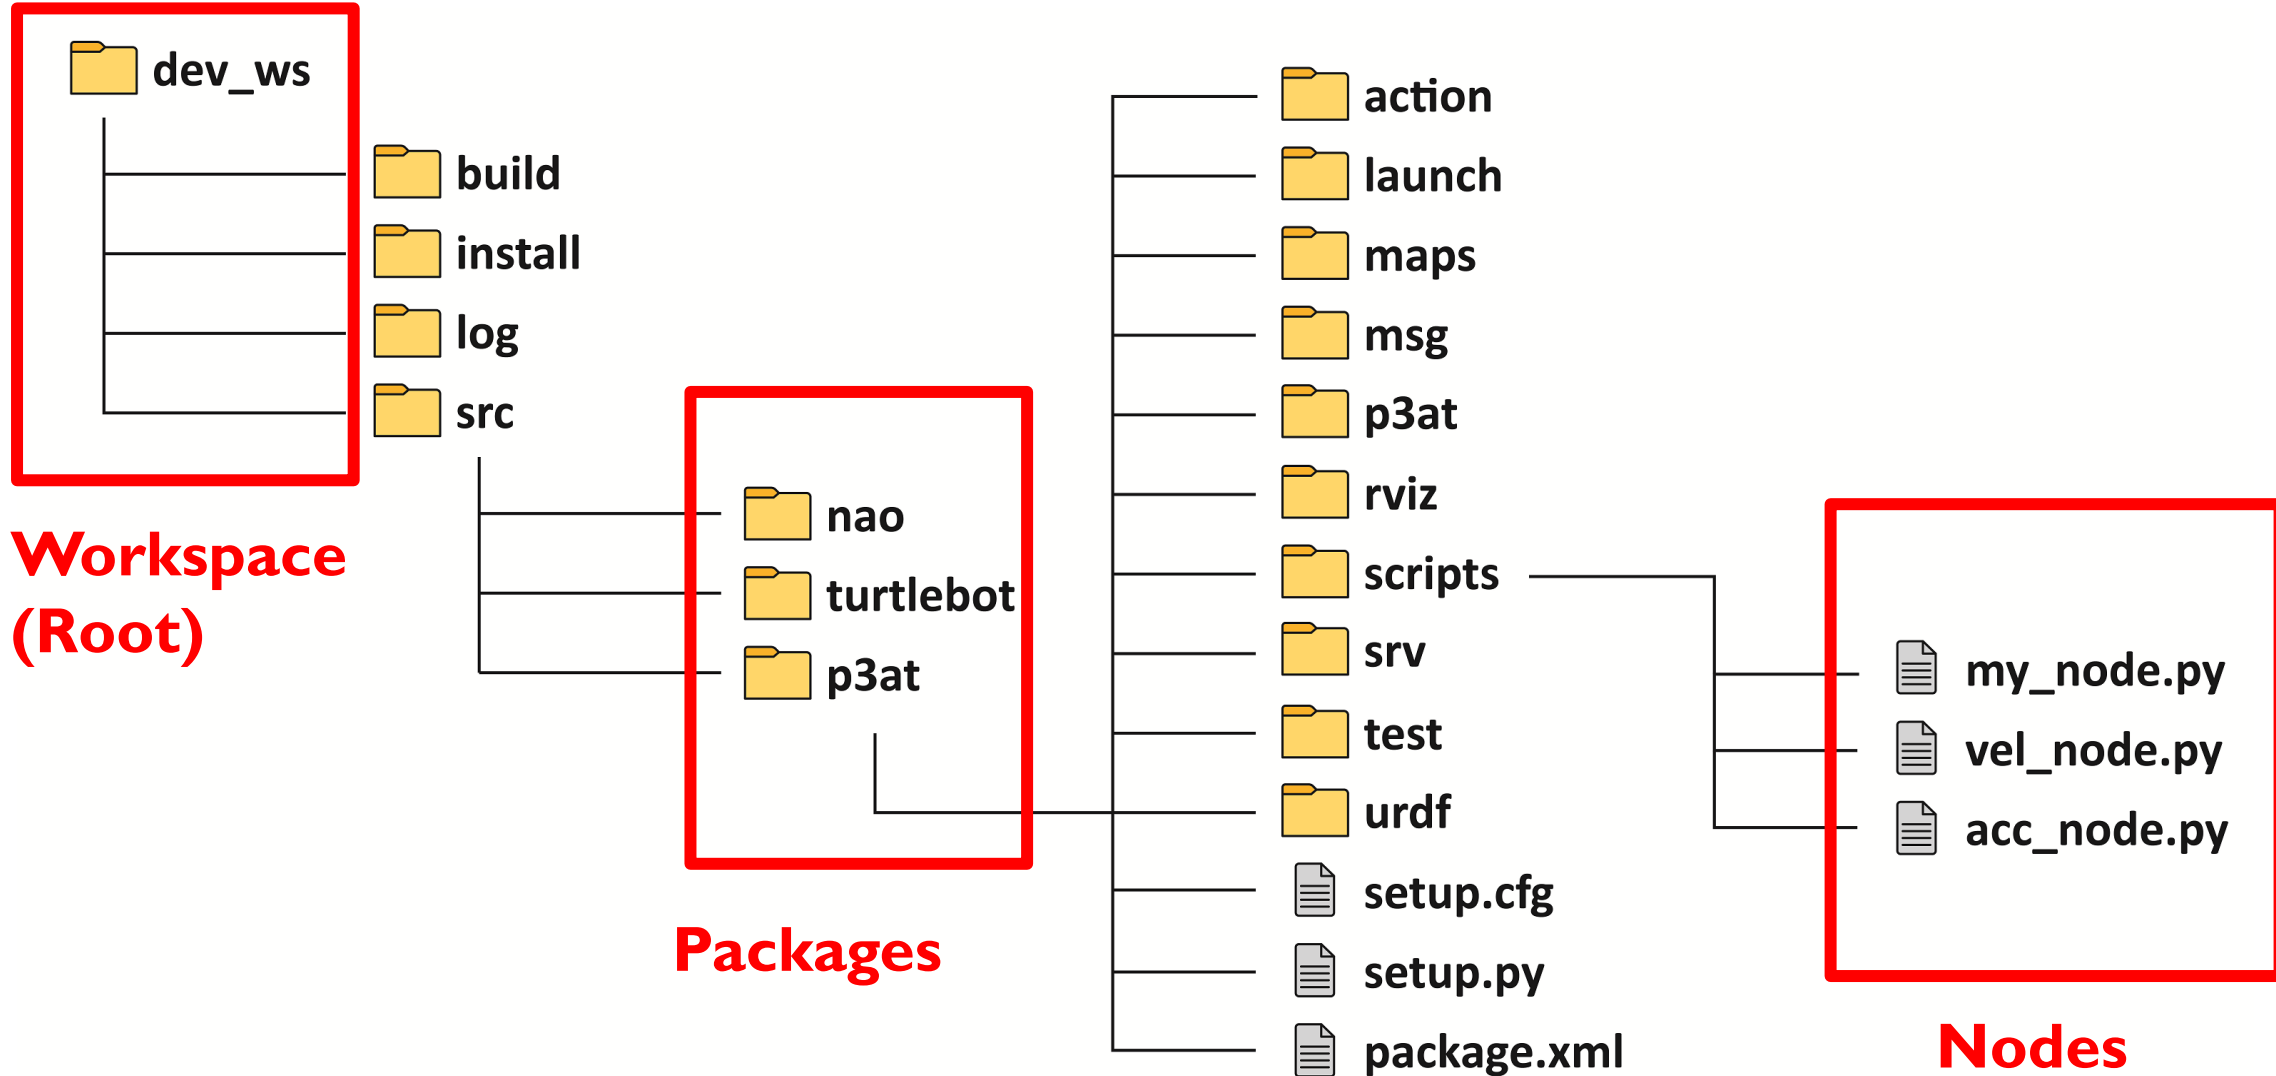 dev_ws
build
install
log
src
Workspace
(Root)
nao
turtlebot
p3at
Packages
action
launch
maps
msg
p3at
rviz
scripts
srv
test
urdf
setup.cfg
setup.py
package.xml
my_node.py
vel_node.py
acc_node.py
Nodes